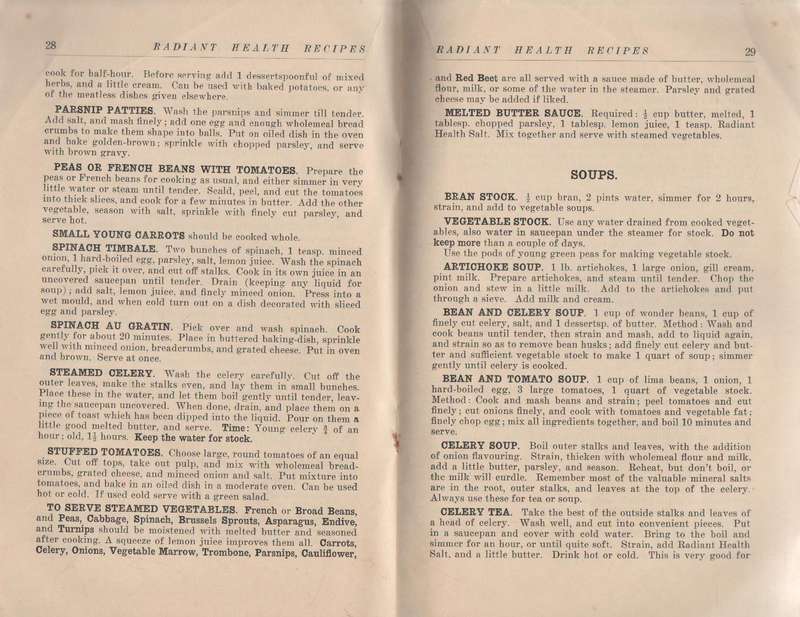 28
RADIANT HEALTH RECIPES
cook for half-hour. Before serving add 1 dessertspoonful of mixed
herbs, and a little cream. Can be used with baked potatoes, or any
of the meatless dishes given elsewhere.
PARSNIP PATTIES. Wash the parsnips and simmer till tender.
Add salt, and mash finely; add one egg and enough wholemeal bread
crumbs to make them shape into balls. Put on oiled dish in the oven
and bake golden-brown; sprinkle with chopped parsley, and serve
with brown gravy.
PEAS OR FRENCH BEANS WITH TOMATOES. Prepare the
peas or French beans for cooking as usual, and either simmer in very
little water or steam until tender. Scald, peel, and cut the tomatoes
into thick slices, and cook for a few minutes in butter. Add the other
vegetable, season with salt, sprinkle with finely cut parsley, and
serve hot.
SMALL YOUNG CARROTS should be cooked whole.
SPINACH TIMBALE. Two bunches of spinach, 1 teasp. minced
onion, 1 hard-boiled egg, parsley, salt, lemon juice. Wash the spinach
carefully, pick it over, and cut off stalks. Cook in its own juice in an
uncovered saucepan until tender. Drain (keeping any liquid for
soup); add salt, lemon juice, and finely minced onion. Press into a
wet mould, and when cold turn out on a dish decorated with sliced
egg and parsley.
SPINACH AU GRATIN. Pick over and wash spinach. Cook
gently for about 20 minutes. Place in buttered baking-dish, sprinkle
well with minced onion, breadcrumbs, and grated cheese. Put in oven
and brown. Serve at once.
STEAMED CELERY. Wash the celery carefully. Cut off the
outer leaves, make the stalks even, and lay them in small bunches.
Place these in the water, and let them boil gently until tender, leav-
ing the saucepan uncovered. When done, drain, and place them on a
piece of toast which has been dipped into the liquid. Pour on them a
little good melted butter, and serve. Time: Young celery ¾ of an
hour; old, 1½ hours. Keep the water for stock.
STUFFED TOMATOES. Choose large, round tomatoes of an equal
size. Cut off tops, take out pulp, and mix with wholemeal bread-
crumbs, grated cheese, and minced onion and salt. Put mixture into
tomatoes, and bake in an oiled dish in a moderate oven. Can be used
hot or cold. If used cold serve with a green salad.
TO SERVE STEAMED VEGETABLES. French or Broad Beans,
and Peas, Cabbage, Spinach, Brussels Sprouts, Asparagus, Endive,
and Turnips should be moistened with melted butter and seasoned
after cooking. A squeeze of lemon juice improves them all. Carrots,
Celery, Onions, Vegetable Marrow, Trombone, Parsnips, Cauliflower,
RADIANT HEALTH RECIPES
29
and Red Beet are all served with a sauce made of butter, wholemeal
flour, milk, or some of the water in the steamer. Parsley and grated
cheese may be added if liked.
MELTED BUTTER SAUCE. Required: ½ cup butter, melted, 1
tablesp. chopped parsley, 1 tablesp. lemon juice, 1 teasp. Radiant
Health Salt. Mix together and serve with steamed vegetables.
SOUPS.
BRAN STOCK. ½ cup bran, 2 pints water, simmer for 2 hours,
strain, and add to vegetable soups.
VEGETABLE STOCK. Use any water drained from cooked veget-
ables, also water in saucepan under the steamer for stock. Do not
keep more than a couple of days.
Use the pods of young green peas for making vegetable stock.
ARTICHOKE SOUP. 1 lb. artichokes, 1 large onion, gill cream,
pint milk. Prepare artichokes, and steam until tender. Chop the
onion and stew in a little milk. Add to the artichokes and put
through a sieve. Add milk and cream.
BEAN AND CELERY SOUP. 1 cup of wonder beans, 1 cup of
finely cut celery, salt, and 1 dessertsp. of butter. Method: Wash and
cook beans until tender, then strain and mash, add to liquid again,
and strain so as to remove bean husks; add finely cut celery and but-
ter and sufficient vegetable stock to make 1 quart of soup; simmer
gently until celery is cooked.
BEAN AND TOMATO SOUP. 1 cup of lima beans, 1 onion, 1
hard-boiled egg, 3 large tomatoes, 1 quart of vegetable stock.
Method: Cook and mash beans and strain; peel tomatoes and cut
finely; cut onions finely, and cook with tomatoes and vegetable fat;
finely chop egg; mix all ingredients together, and boil 10 minutes and
serve.
CELERY SOUP. Boil outer stalks and leaves, with the addition
of onion flavouring. Strain, thicken with wholemeal flour and milk,
add a little butter, parsley, and season. Reheat, but don't boil, or
the milk will curdle. Remember most of the valuable mineral salts
are in the root, outer stalks, and leaves at the top of the celery.
Always use these for tea or soup.
CELERY TEA. Take the best of the outside stalks and leaves of
a head of celery. Wash well, and cut into convenient pieces. Put
in a saucepan and cover with cold water. Bring to the boil and
simmer for an hour, or until quite soft. Strain, add Radiant Health
Salt, and a little butter. Drink hot or cold. This is very good for